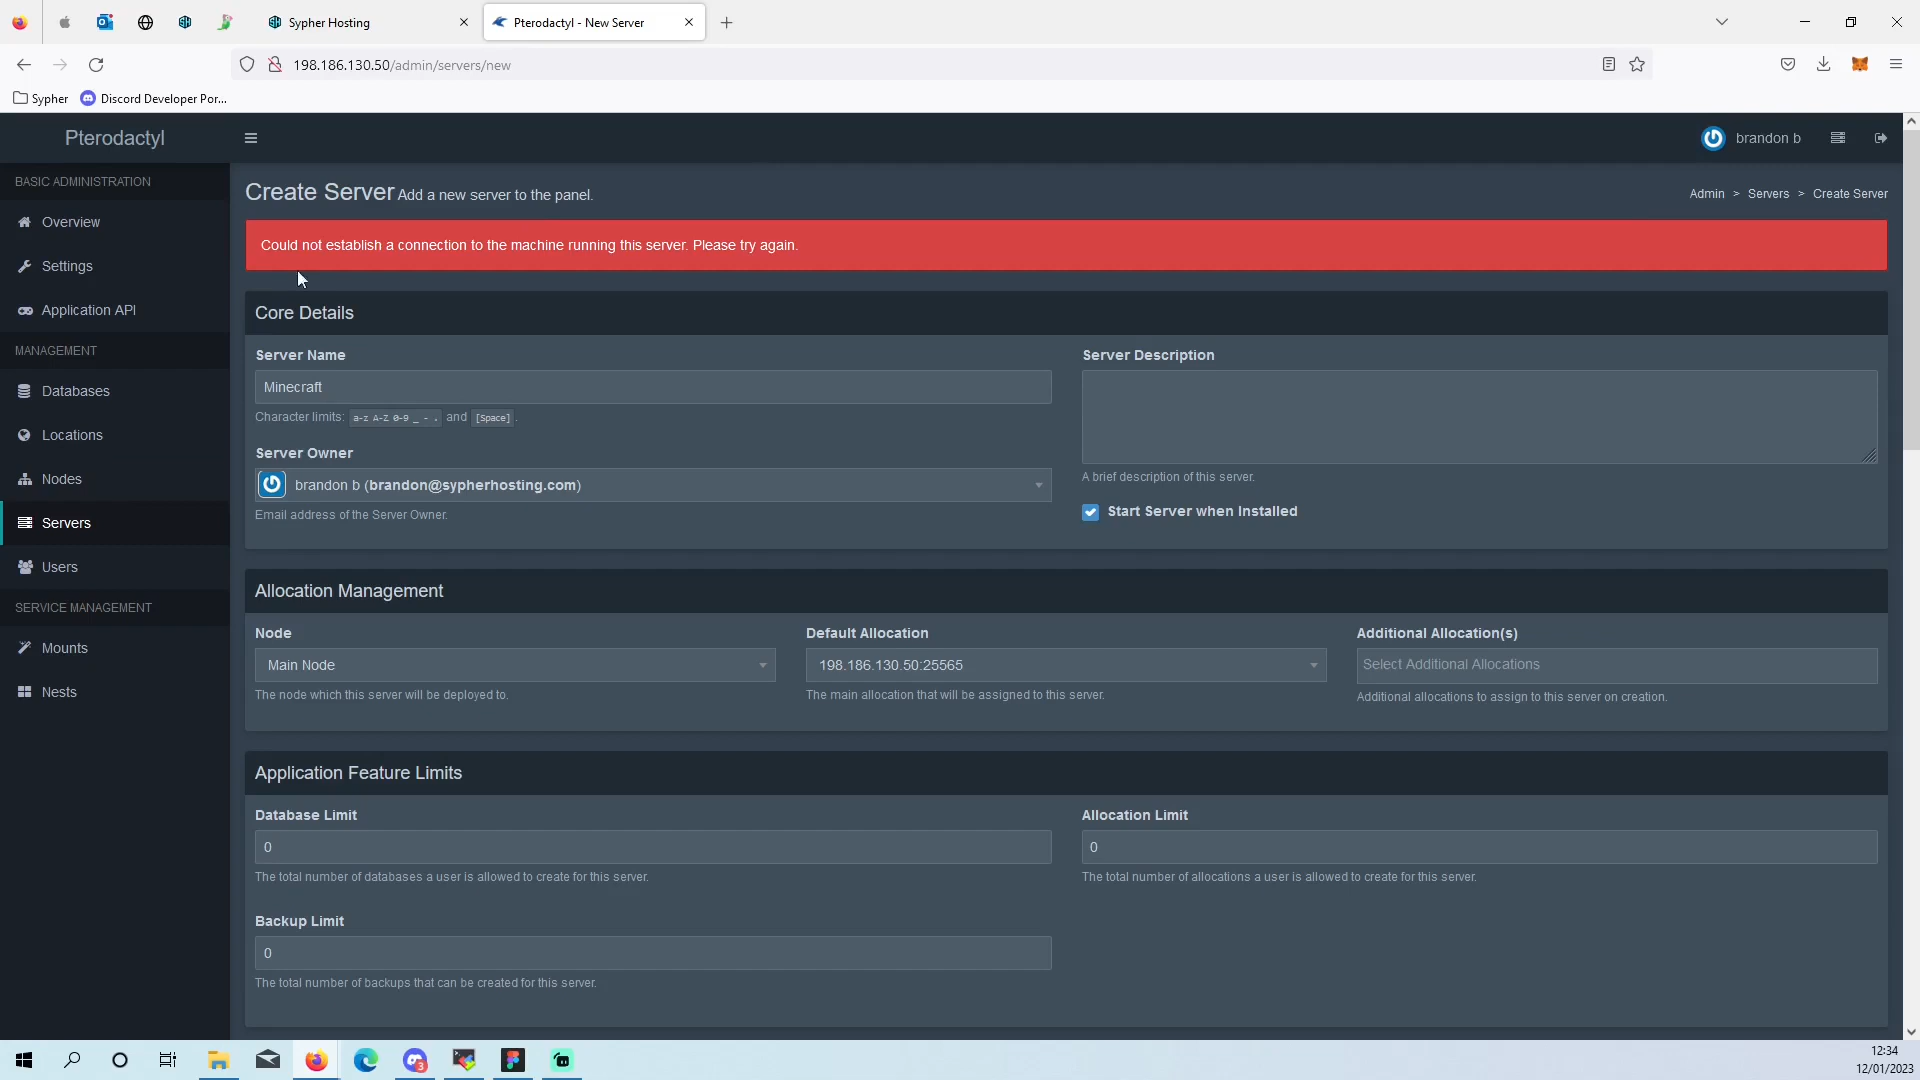 Sypher Hosting
Pterodactyl - New Server
198.186.130.50/admin/servers/new
Sypher
Discord Developer Por...
Pterodactyl
brandon b
BASIC ADMINISTRATION
Overview
Settings
Application API
MANAGEMENT
Databases
Locations
Nodes
Servers
Users
SERVICE MANAGEMENT
Mounts
Nests
Create Server Add a new server to the panel.
Admin > Servers > Create Server
Could not establish a connection to the machine running this server. Please try again.
Core Details
Server Name
Minecraft
Character limits: a-z A-Z 0-9 _ - . and [Space].
Server Owner
brandon b (brandon@sypherhosting.com)
Email address of the Server Owner.
Server Description
A brief description of this server.
Start Server when Installed
Allocation Management
Node
Main Node
The node which this server will be deployed to.
Default Allocation
198.186.130.50:25565
The main allocation that will be assigned to this server.
Additional Allocation(s)
Select Additional Allocations
Additional allocations to assign to this server on creation.
Application Feature Limits
Database Limit
0
The total number of databases a user is allowed to create for this server.
Allocation Limit
0
The total number of allocations a user is allowed to create for this server.
Backup Limit
0
The total number of backups that can be created for this server.
3
12:34
12/01/2023